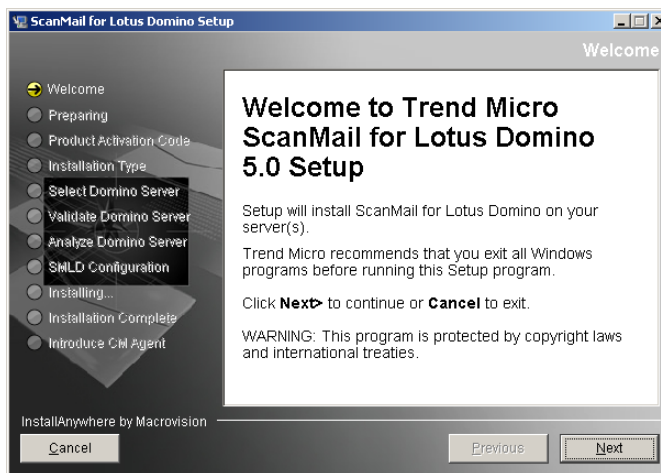 ScanMail for Lotus Domino Setup
Welcome
Welcome
Preparing
Product Activation Code
Installation Type
Select Domino Server
Validate Domino Server
Analyze Domino Server
SMLD Configuration
Installing...
Installation Complete
Introduce CM Agent
Welcome to Trend Micro
ScanMail for Lotus Domino
5.0 Setup
Setup will install ScanMail for Lotus Domino on your
server(s).
Trend Micro recommends that you exit all Windows
programs before running this Setup program.
Click Next> to continue or Cancel to exit.
WARNING: This program is protected by copyright laws
and international treaties.
InstallAnywhere by Macrovision
Cancel
Previous
Next